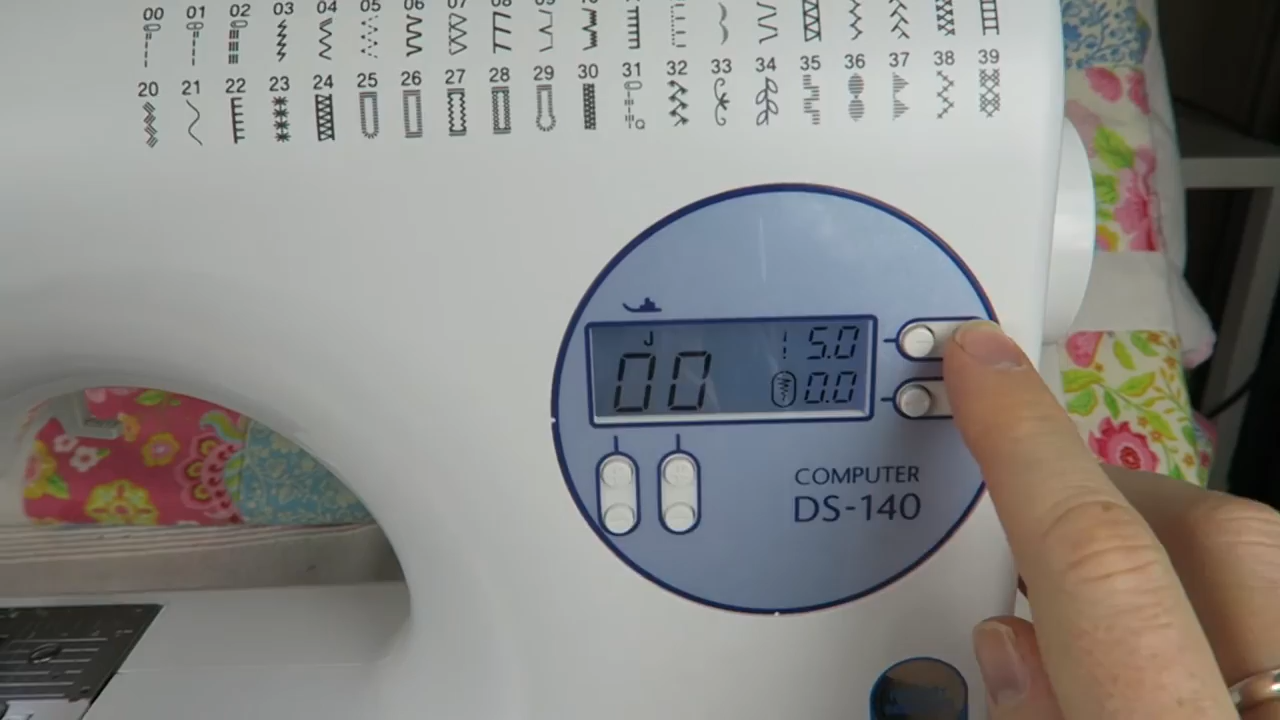 00 01 02 03 04 05 06 07 08 09
20 21 22 23 24 25 26 27 28 29 30 31 32 33 34 35 36 37 38 39
J
00
5.0
0.0
COMPUTER
DS-140